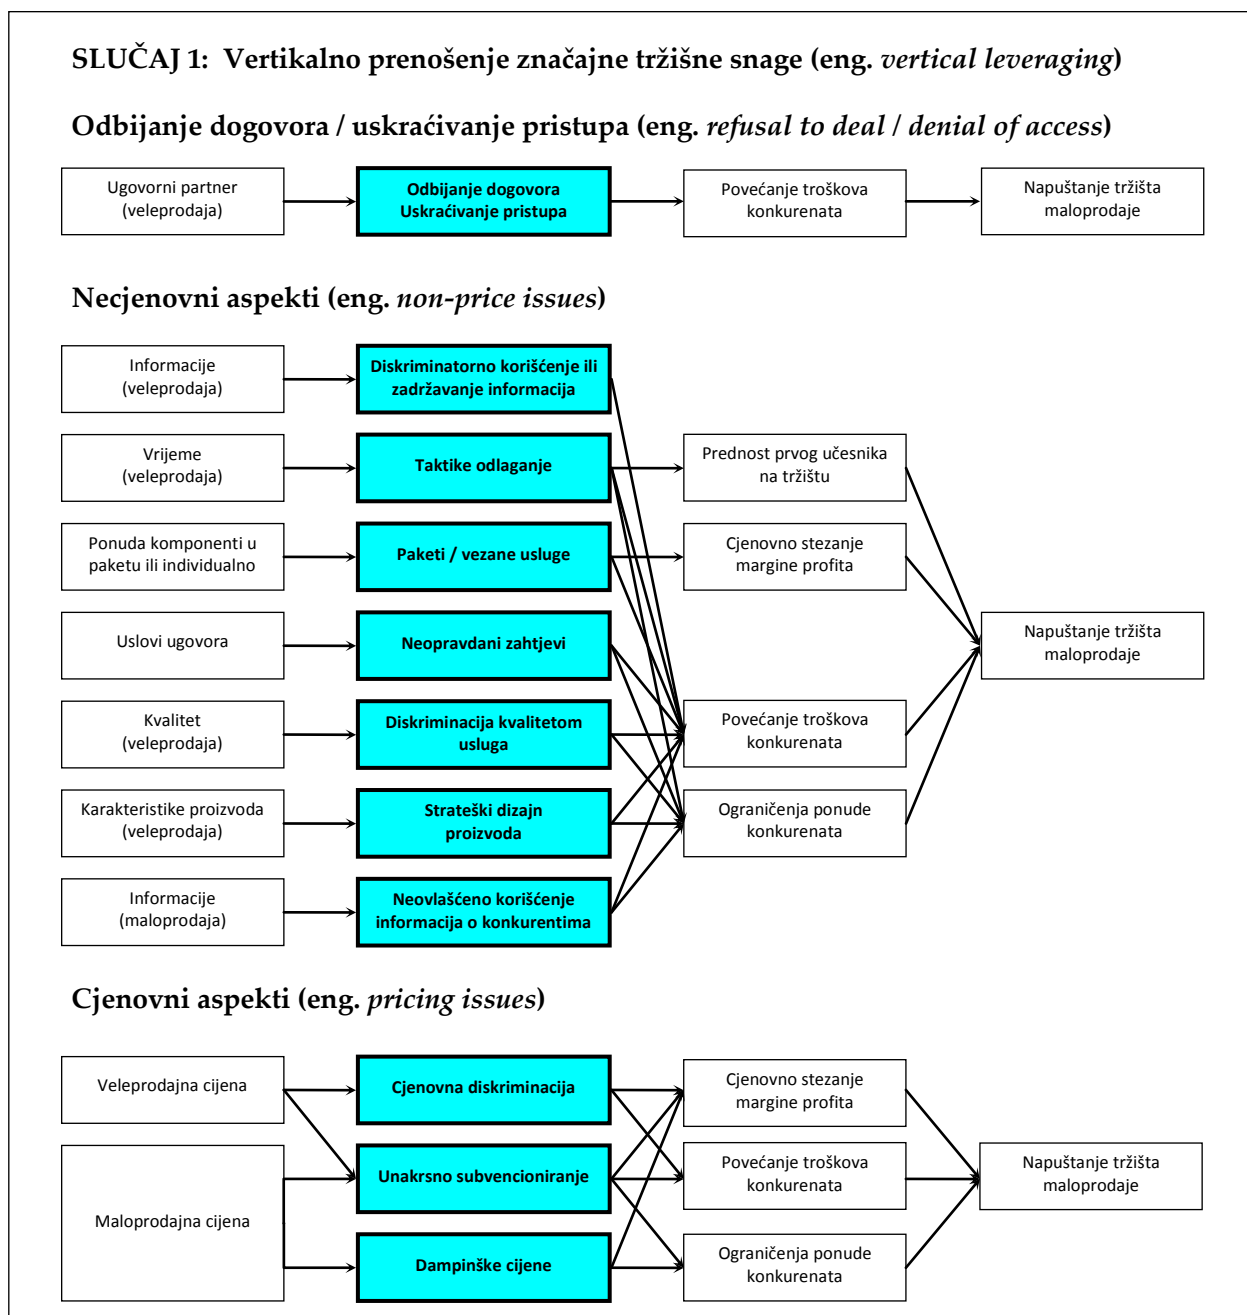 SLUČAJ 1: Vertikalno prenošenje značajne tržišne snage (eng. vertical leveraging)
Odbijanje dogovora / uskraćivanje pristupa (eng. refusal to deal / denial of access)
Ugovorni partner
(veleprodaja)
Odbijanje dogovora
Uskraćivanje pristupa
Povećanje troškova
konkurenata
Napuštanje tržišta
maloprodaje
Necjenovni aspekti (eng. non-price issues)
Informacije
(veleprodaja)
Diskriminatorno korišćenje ili
zadržavanje informacija
Vrijeme
(veleprodaja)
Taktike odlaganje
Prednost prvog učesnika
na tržištu
Ponuda komponenti u
paketu ili individualno
Paketi / vezane usluge
Cjenovno stezanje
margine profita
Uslovi ugovora
Neopravdani zahtjevi
Napuštanje tržišta
maloprodaje
Kvalitet
(veleprodaja)
Diskriminacija kvalitetom
usluga
Povećanje troškova
konkurenata
Karakteristike proizvoda
(veleprodaja)
Strateški dizajn
proizvoda
Ograničenja ponude
konkurenata
Informacije
(maloprodaja)
Neovlašćeno korišćenje
informacija o konkurentima
Cjenovni aspekti (eng. pricing issues)
Veleprodajna cijena
Cjenovna diskriminacija
Cjenovno stezanje
margine profita
Maloprodajna cijena
Unakrsno subvencioniranje
Povećanje troškova
konkurenata
Napuštanje tržišta
maloprodaje
Dampinške cijene
Ograničenja ponude
konkurenata